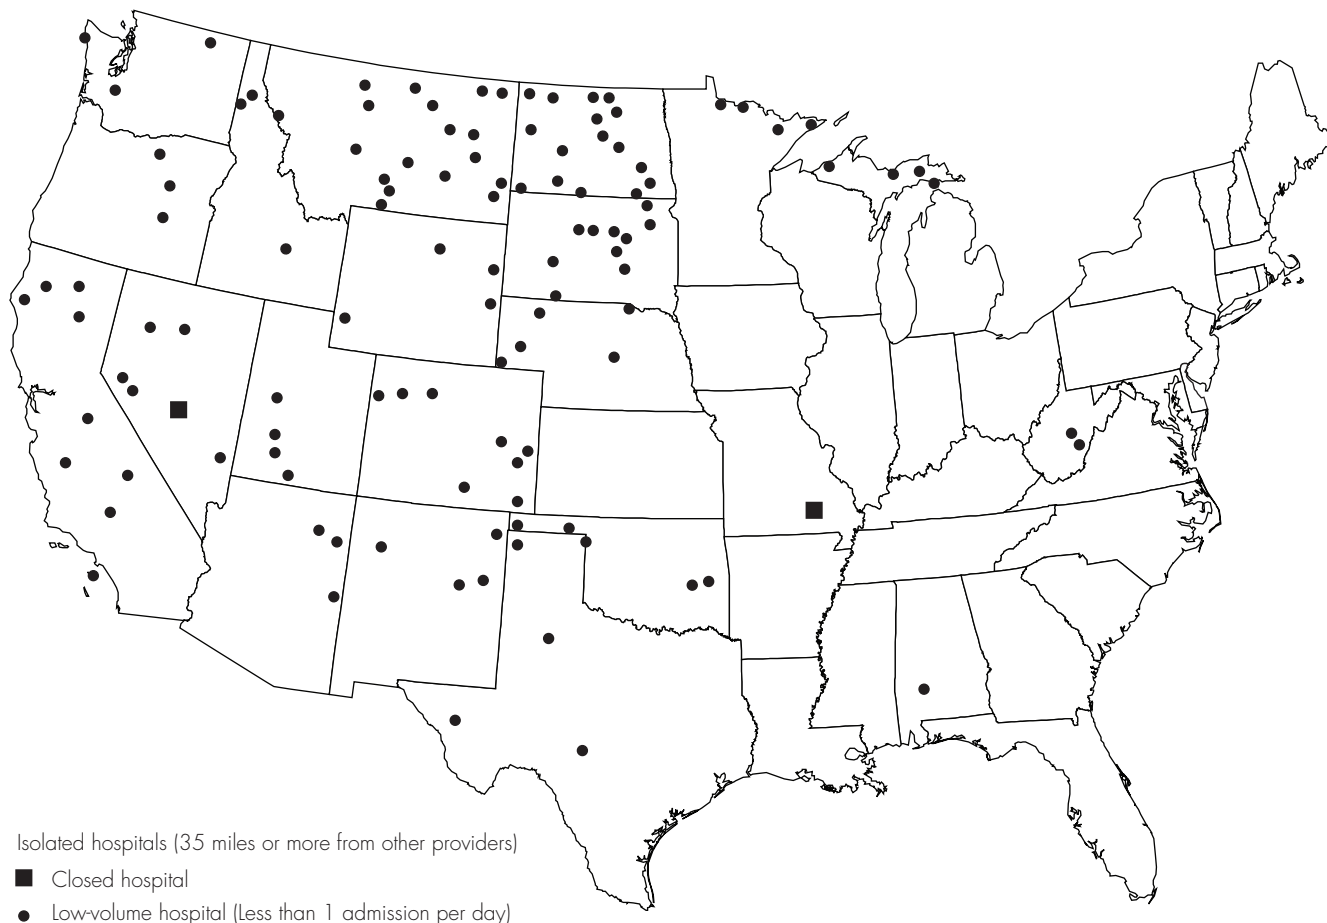 Isolated hospitals (35 miles or more from other providers)
Closed hospital
Low-volume hospital (Less than 1 admission per day)